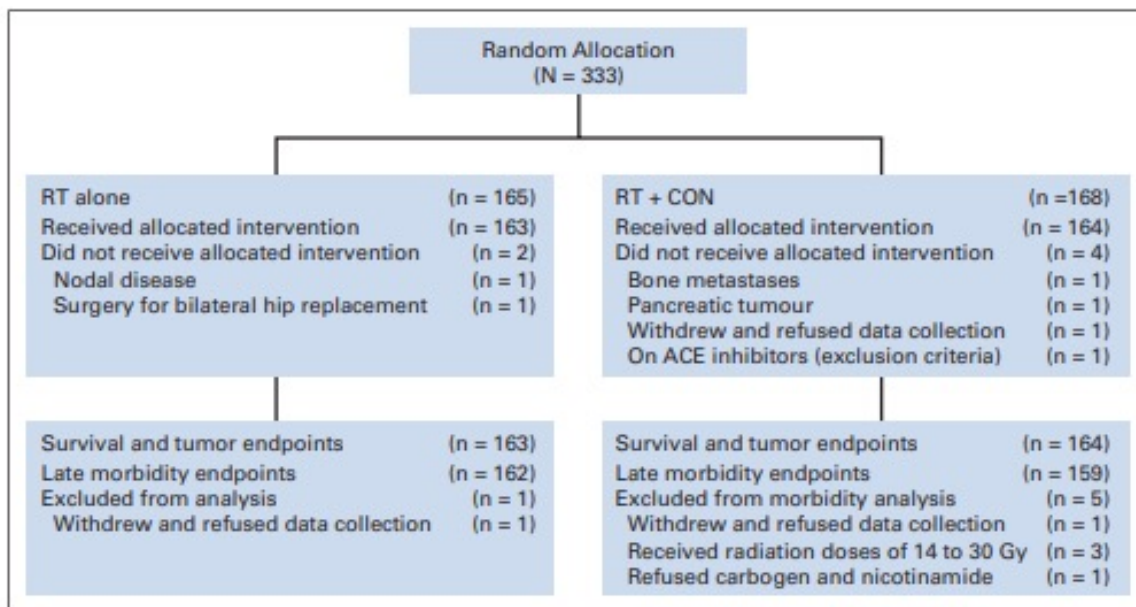 Random Allocation
(N = 333)
RT alone (n = 165)
Received allocated intervention (n = 163)
Did not receive allocated intervention (n = 2)
Nodal disease (n = 1)
Surgery for bilateral hip replacement (n = 1)
RT + CON (n =168)
Received allocated intervention (n = 164)
Did not receive allocated intervention (n = 4)
Bone metastases (n = 1)
Pancreatic tumour (n = 1)
Withdrew and refused data collection (n = 1)
On ACE inhibitors (exclusion criteria) (n = 1)
Survival and tumor endpoints (n = 163)
Late morbidity endpoints (n = 162)
Excluded from analysis (n = 1)
Withdrew and refused data collection (n = 1)
Survival and tumor endpoints (n = 164)
Late morbidity endpoints (n = 159)
Excluded from morbidity analysis (n = 5)
Withdrew and refused data collection (n = 1)
Received radiation doses of 14 to 30 Gy (n = 3)
Refused carbogen and nicotinamide (n = 1)